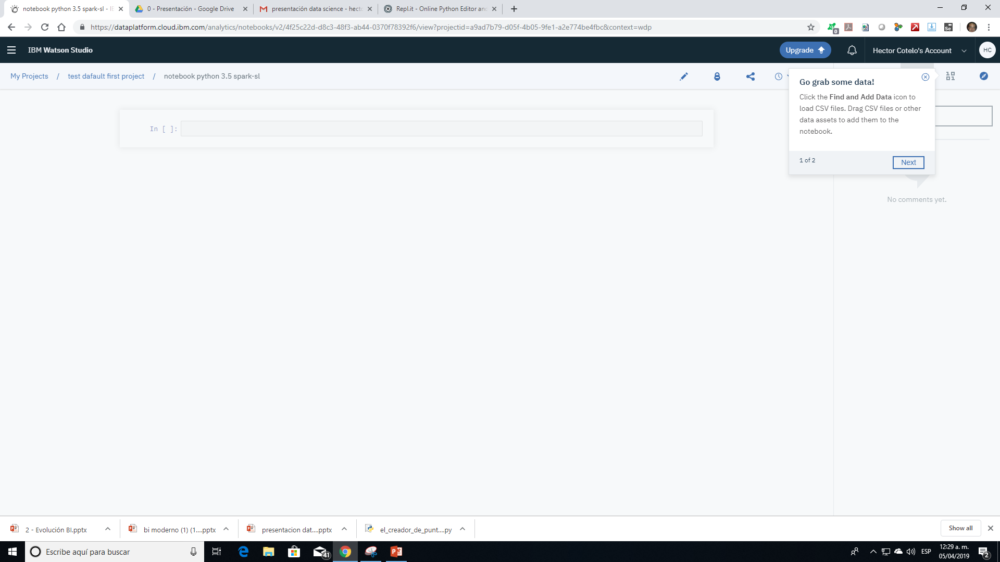 notebook python 3.5 spark-sl - IE
0 - Presentación - Google Drive
presentación data science - hecto
Repl.it - Online Python Editor and
https://dataplatform.cloud.ibm.com/analytics/notebooks/v2/4f25c22d-d8c3-48f3-ab44-0370f78392f6/view?projectid=a9ad7b79-d05f-4b05-9fe1-a2e774be4fbc&context=wdp
0
Se
IBM Watson Studio
Upgrade
Hector Cotelo's Account
HC
My Projects / test dafault first project / notebook python 3.5 spark-sl
Go grab some data!
Click the Find and Add Data icon to
load CSV files. Drag CSV files or other
data assets to add them to the
notebook.
1 of 2
Next
In [ ]:
No comments yet.
2 - Evolución BI.pptx
bi moderno (1) (1....pptx
presentacion dat....pptx
el_creador_de_punt....py
Show all
Escribe aquí para buscar
41
ESP
12:29 a. m.
05/04/2019
2